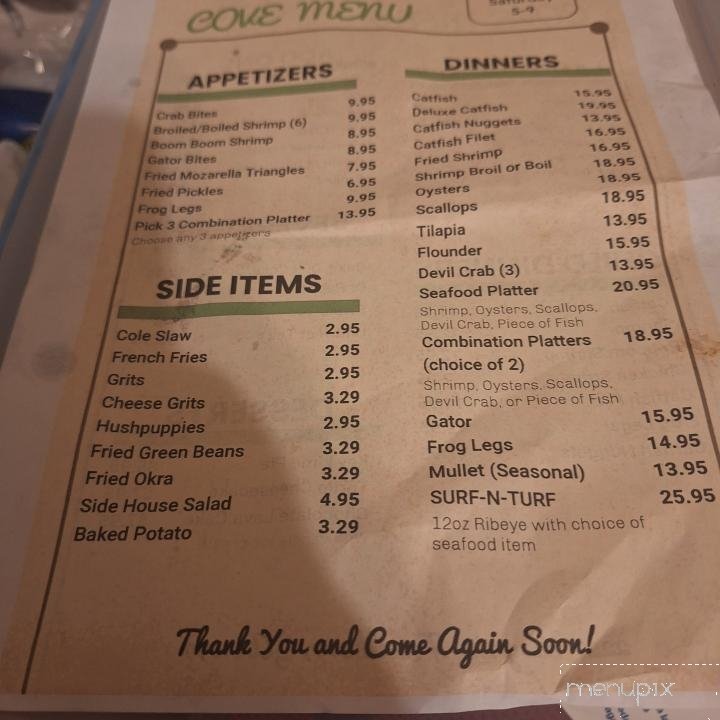 COVE MENU
Saturday
5-9
APPETIZERS
Crab Bites 9.95
Broiled/Boiled Shrimp (6) 9.95
Boom Boom Shrimp 8.95
Gator Bites 8.95
Fried Mozarella Triangles 7.95
Fried Pickles 6.95
Frog Legs 9.95
Pick 3 Combination Platter 13.95
Choose any 3 appetizers
SIDE ITEMS
Cole Slaw 2.95
French Fries 2.95
Grits 2.95
Cheese Grits 3.29
Hushpuppies 2.95
Fried Green Beans 3.29
Fried Okra 3.29
Side House Salad 4.95
Baked Potato 3.29
DINNERS
Catfish 15.95
Deluxe Catfish 19.95
Catfish Nuggets 13.95
Catfish Filet 16.95
Fried Shrimp 16.95
Shrimp Broil or Boil 18.95
Oysters 18.95
Scallops 18.95
Tilapia 13.95
Flounder 15.95
Devil Crab (3) 13.95
Seafood Platter 20.95
Shrimp, Oysters, Scallops,
Devil Crab, Piece of Fish
Combination Platters 18.95
(choice of 2)
Shrimp, Oysters, Scallops,
Devil Crab, or Piece of Fish
Gator 15.95
Frog Legs 14.95
Mullet (Seasonal) 13.95
SURF-N-TURF 25.95
12oz Ribeye with choice of
seafood item
Thank You and Come Again Soon!
menupix